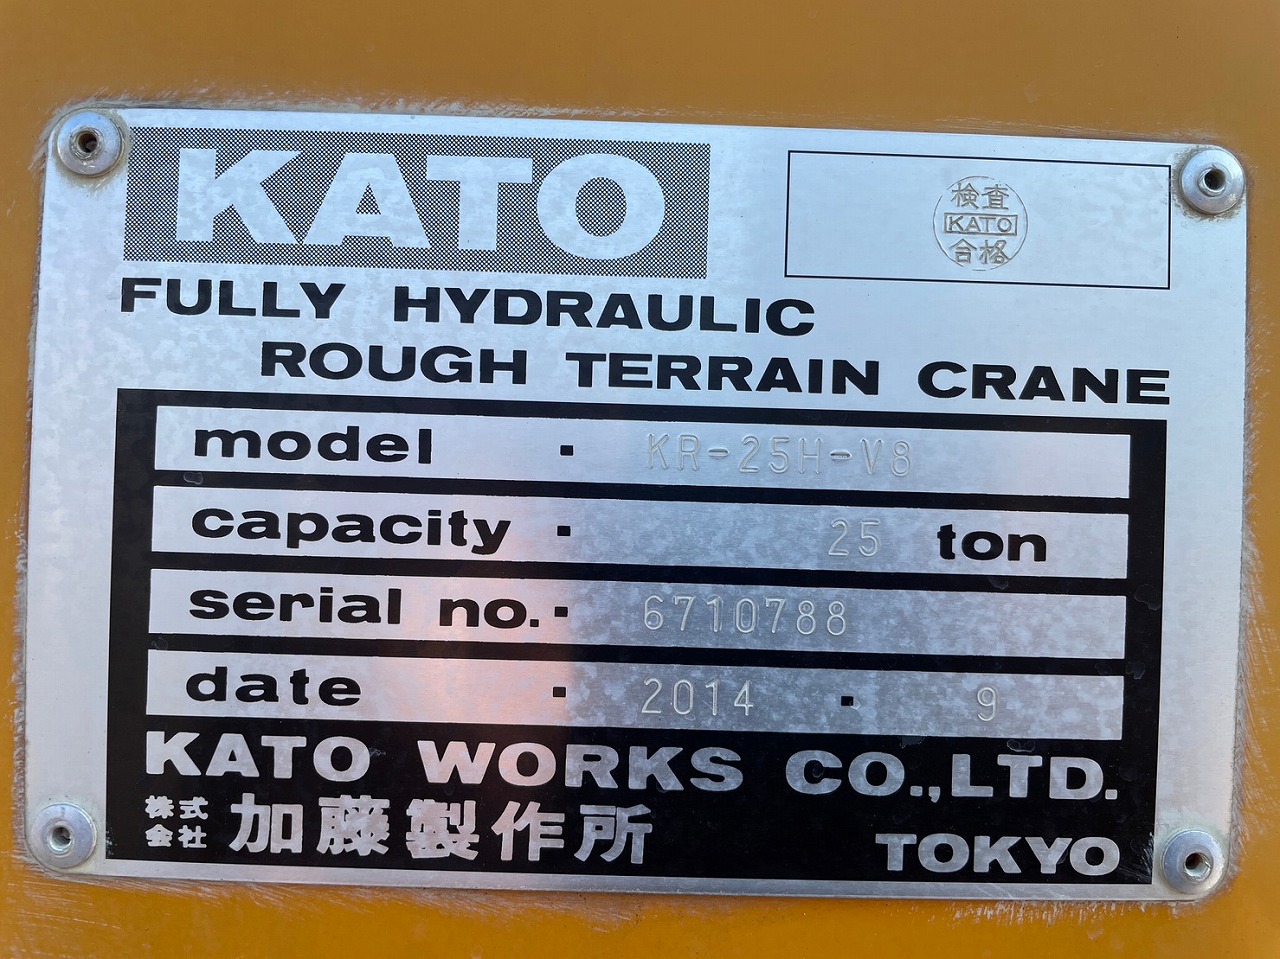 KATO
検査
KATO
合格
FULLY HYDRAULIC
ROUGH TERRAIN CRANE
model · KR-25H-V8
capacity · 25 ton
serial no. · 6710788
date · 2014 · 9
KATO WORKS CO.,LTD.
株式会社 加藤製作所 TOKYO